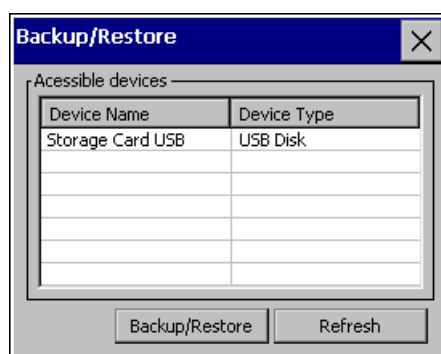 Backup/Restore
Acessible devices
Device Name Device Type
Storage Card USB USB Disk
Backup/Restore Refresh